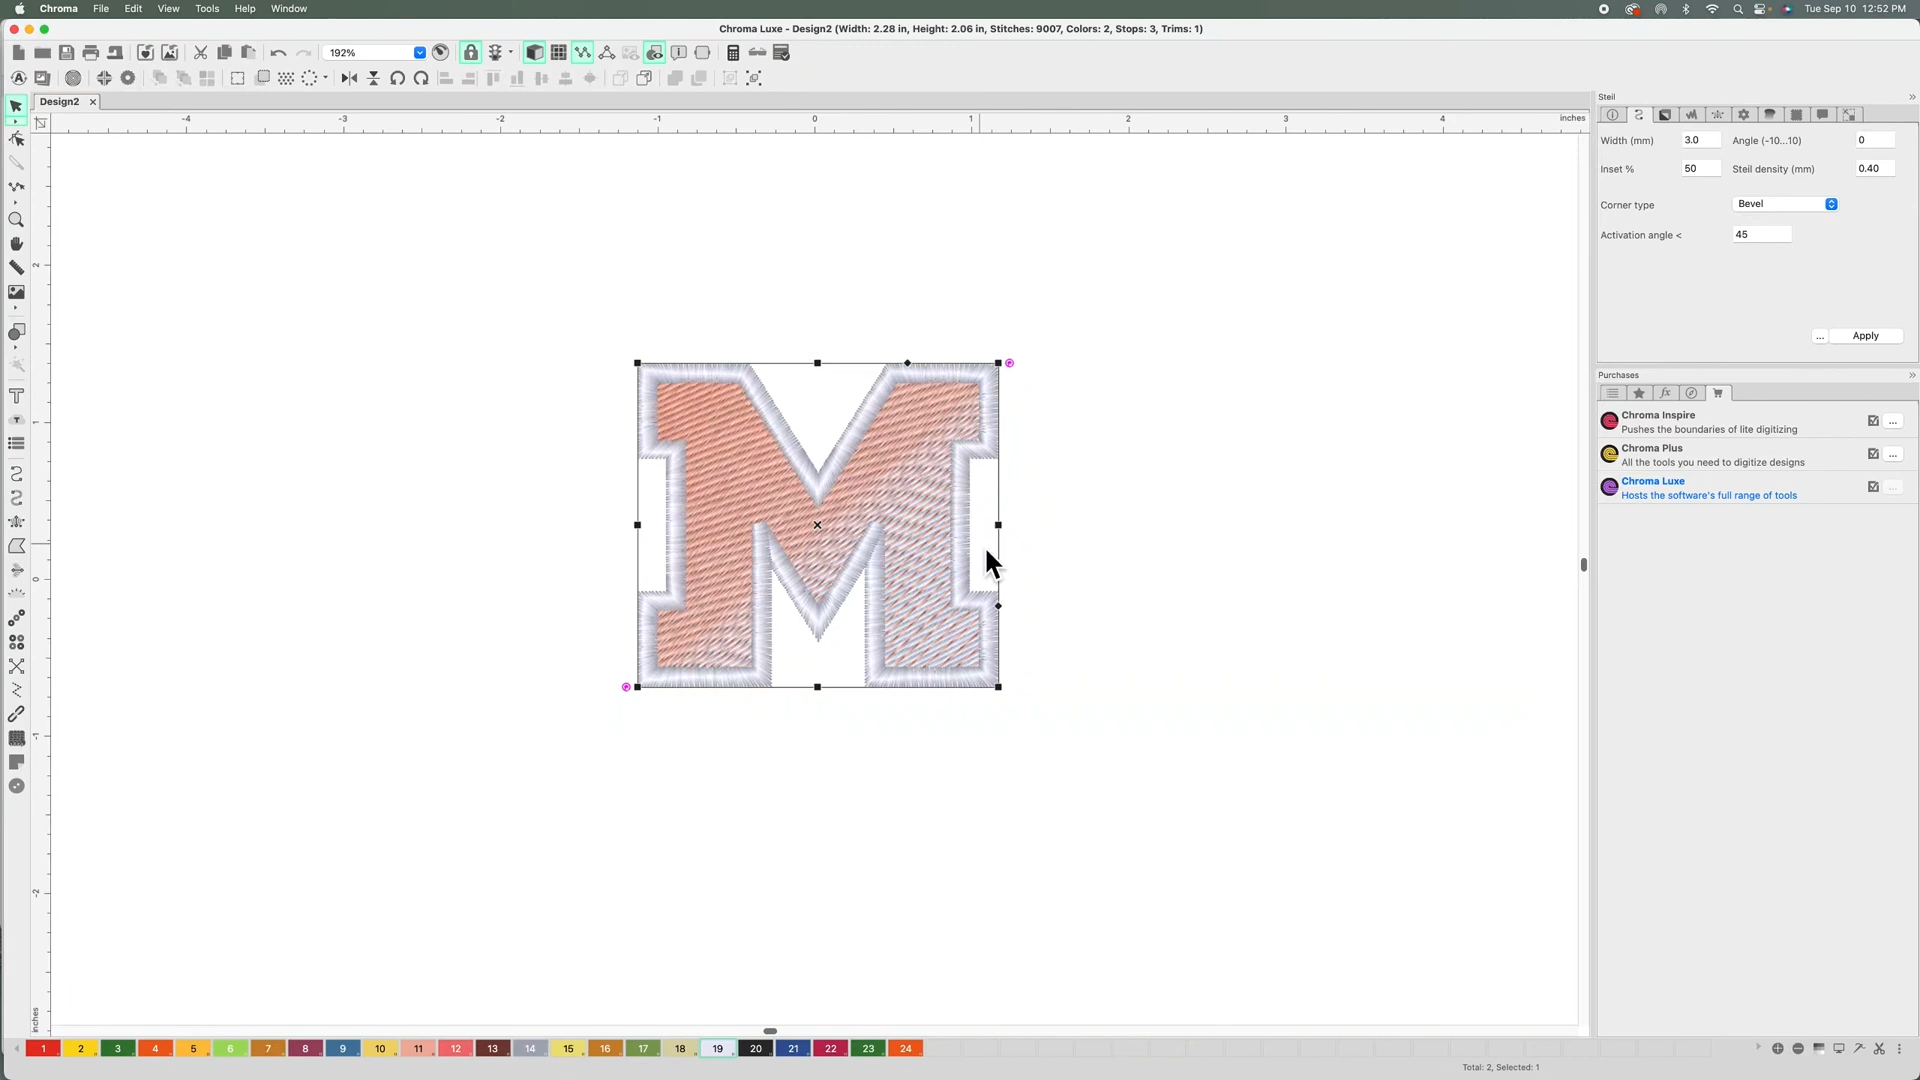 Chroma File Edit View Tools Help Window
Tue Sep 10 12:52 PM
Chroma Luxe - Design2 (Width: 2.28 in, Height: 2.06 in, Stitches: 9007, Colors: 2, Stops: 3, Trims: 1)
192%
Design2
-4 -3 -2 -1 0 1 2 3 4 inches
2
1
0
-1
-2
inches
M
Steil
Width (mm) 3.0 Angle (-10...10) 0
Inset % 50 Steil density (mm) 0.40
Corner type Bevel
Activation angle < 45
... Apply
Purchases
Chroma Inspire
Pushes the boundaries of lite digitizing
...
Chroma Plus
All the tools you need to digitize designs
...
Chroma Luxe
Hosts the software's full range of tools
...
1 2 3 4 5 6 7 8 9 10 11 12 13 14 15 16 17 18 19 20 21 22 23 24
Total: 2, Selected: 1